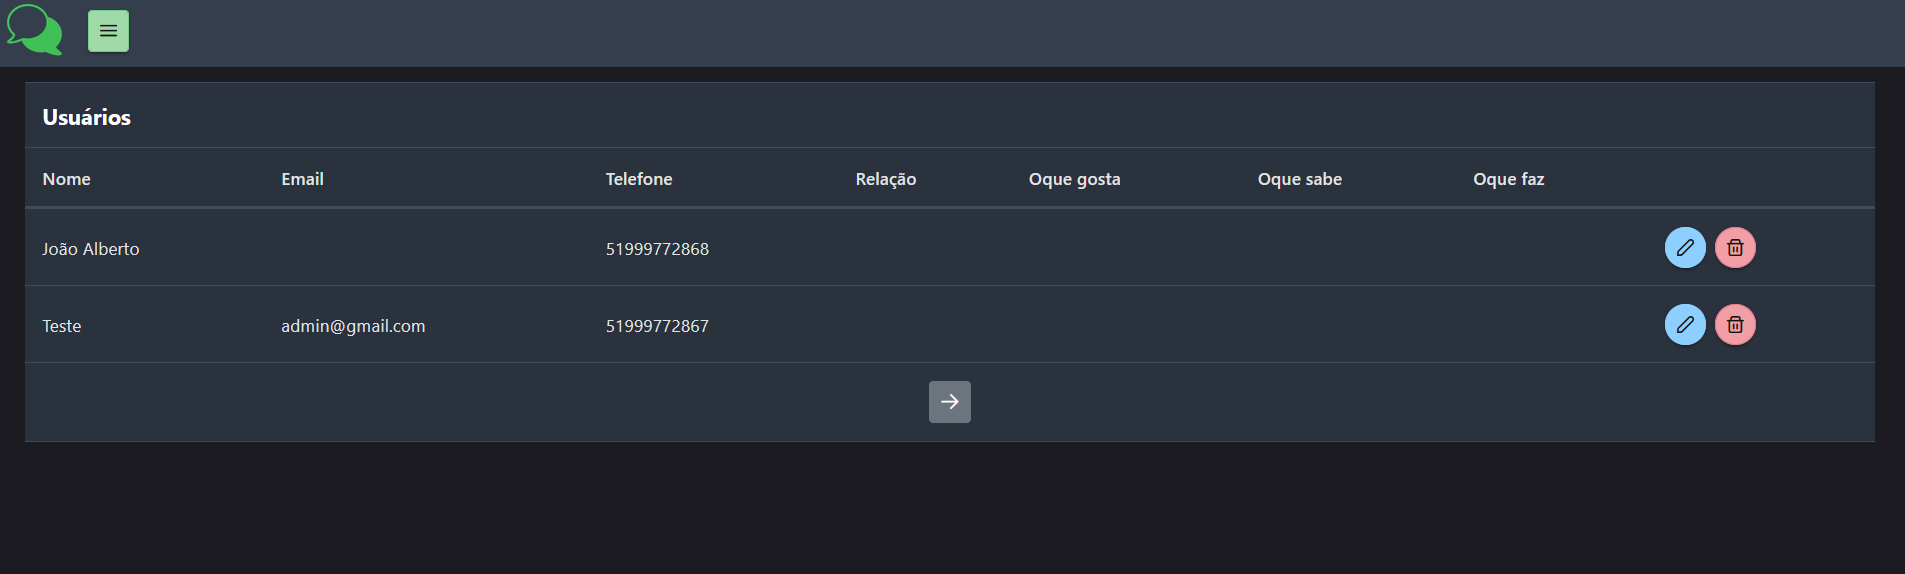 Usuários
Nome Email Telefone Relação Oque gosta Oque sabe Oque faz
João Alberto 51999772868
Teste admin@gmail.com 51999772867